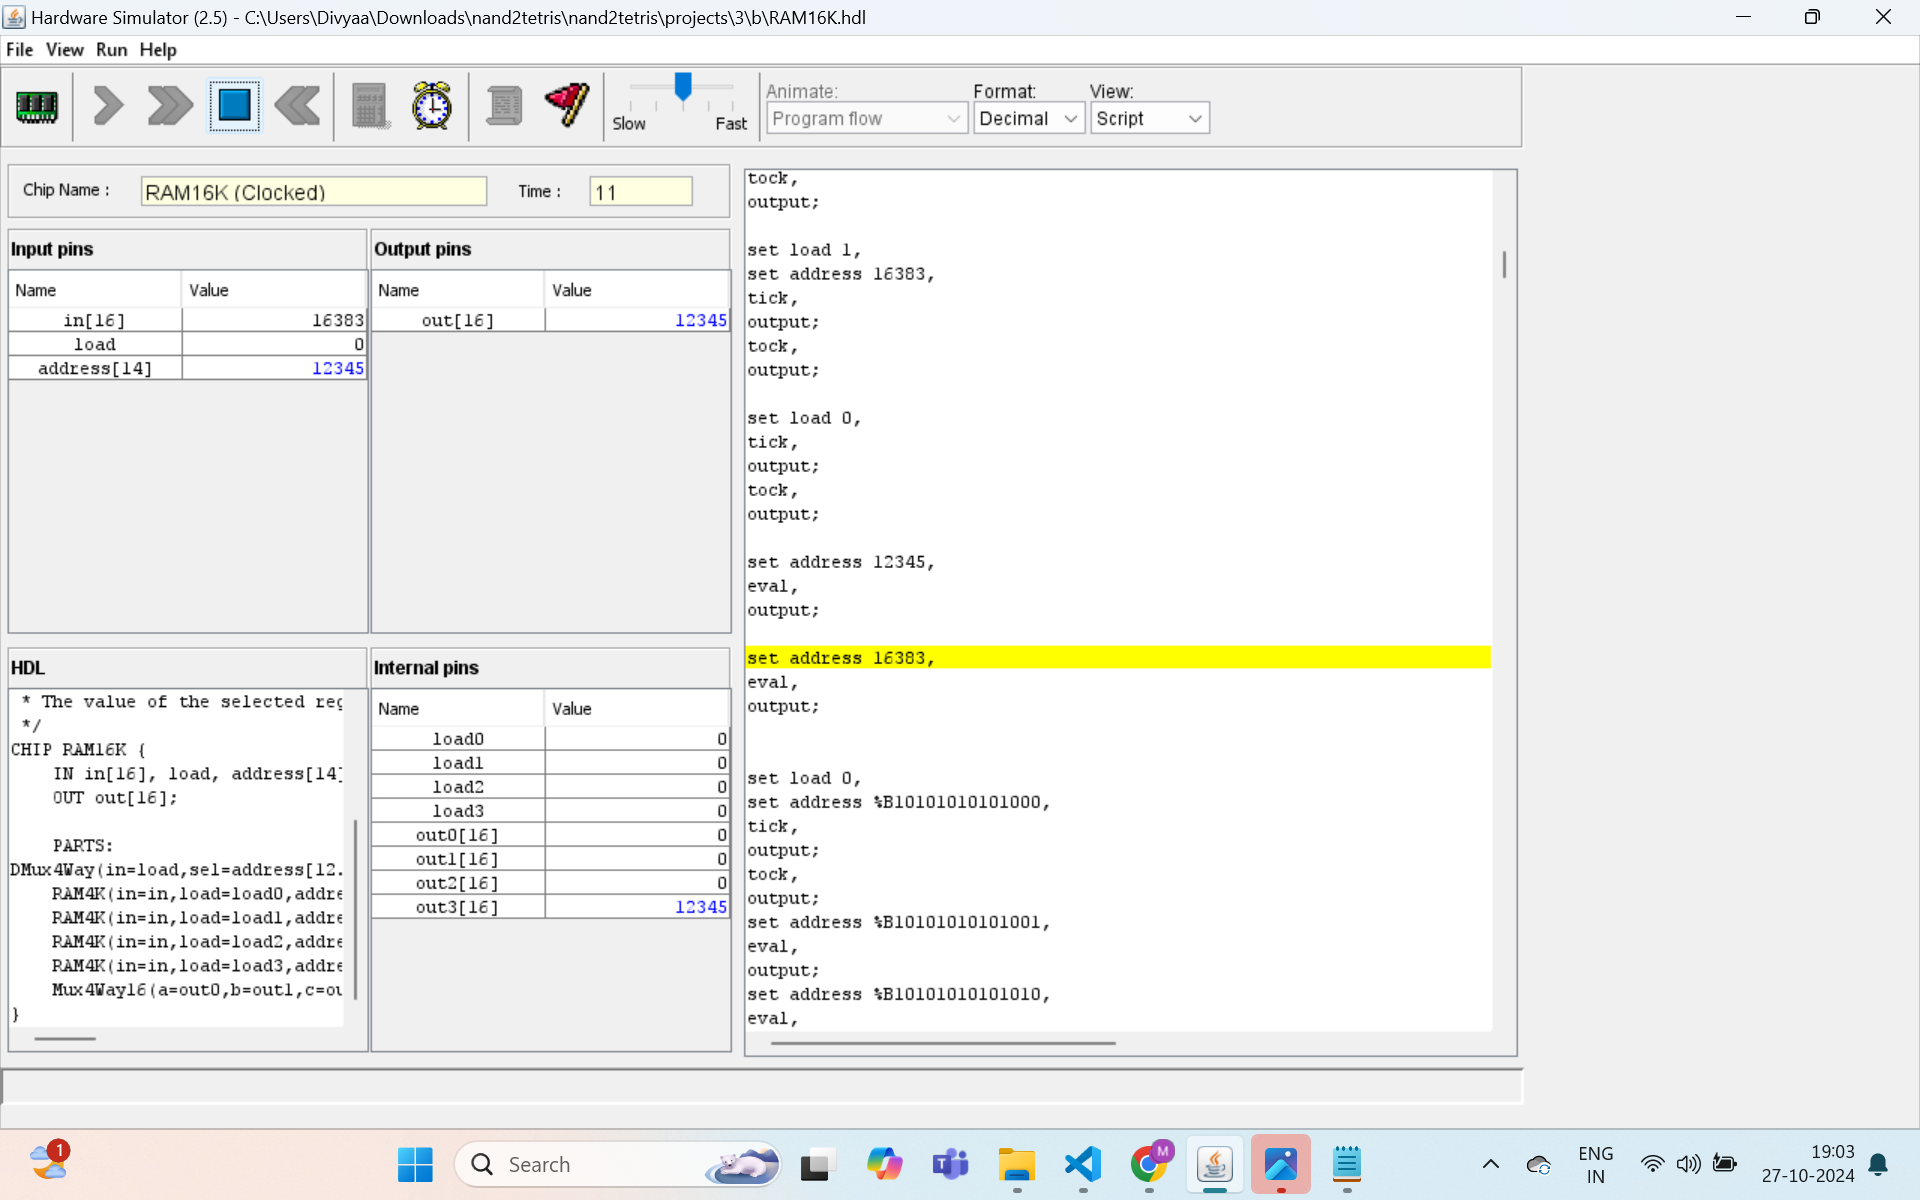 Hardware Simulator (2.5) - C:\Users\Divyaa\Downloads\nand2tetris\nand2tetris\projects\3\b\RAM16K.hdl
File View Run Help
Slow Fast
Animate:
Program flow
Format:
Decimal
View:
Script
Chip Name :
RAM16K (Clocked)
Time :
11
Input pins
Name Value
in[16] 16383
load 0
address[14] 12345
Output pins
Name Value
out[16] 12345
HDL
* The value of the selected reg
*/
CHIP RAM16K {
IN in[16], load, address[14]
OUT out[16];
PARTS:
DMux4Way(in=load,sel=address[12.
RAM4K(in=in,load=load0,addre
RAM4K(in=in,load=load1,addre
RAM4K(in=in,load=load2,addre
RAM4K(in=in,load=load3,addre
Mux4Way16(a=out0,b=out1,c=ou
}
Internal pins
Name Value
load0 0
load1 0
load2 0
load3 0
out0[16] 0
out1[16] 0
out2[16] 0
out3[16] 12345
tock,
output;
set load 1,
set address 16383,
tick,
output;
tock,
output;
set load 0,
tick,
output;
tock,
output;
set address 12345,
eval,
output;
set address 16383,
eval,
output;
set load 0,
set address %B10101010101000,
tick,
output;
tock,
output;
set address %B10101010101001,
eval,
output;
set address %B10101010101010,
eval,
1
Search
M
ENG
IN
19:03
27-10-2024